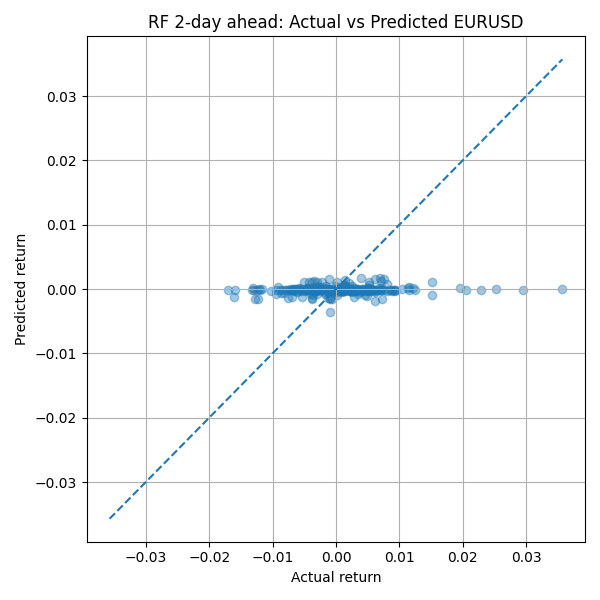 RF 2-day ahead: Actual vs Predicted EURUSD
0.03
0.02
0.01
0.00
−0.01
−0.02
−0.03
Predicted return
−0.03 −0.02 −0.01 0.00 0.01 0.02 0.03
Actual return